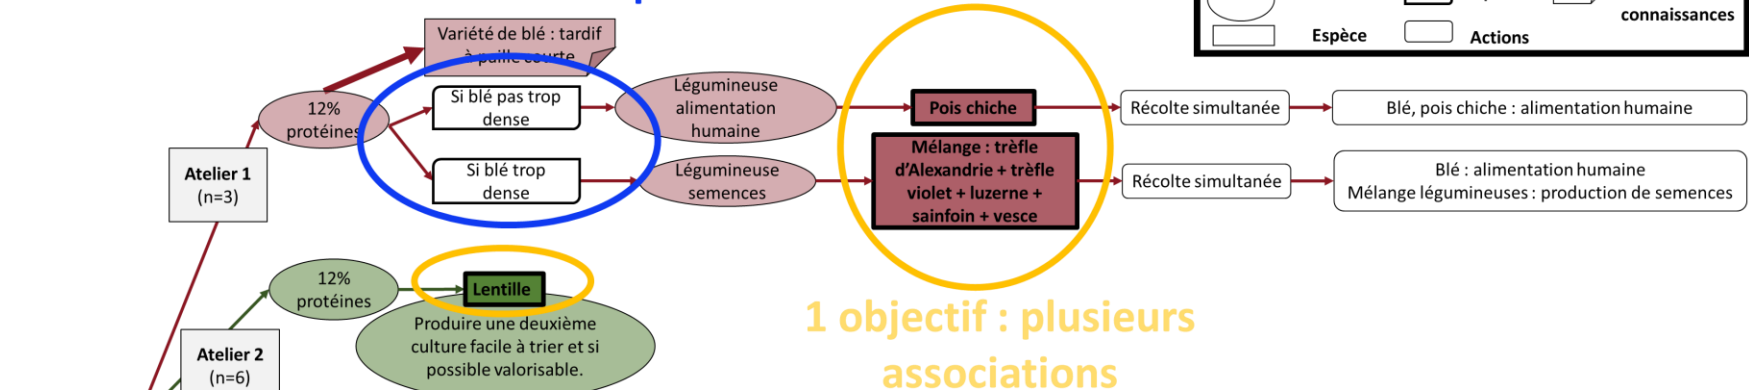 connaissances
Espèce
Actions
Variété de blé : tardif
à paille courte
12%
protéines
Si blé pas trop
dense
Légumineuse
alimentation
humaine
Pois chiche
Récolte simultanée
Blé, pois chiche : alimentation humaine
Atelier 1
(n=3)
Si blé trop
dense
Légumineuse
semences
Mélange : trèfle
d'Alexandrie + trèfle
violet + luzerne +
sainfoin + vesce
Récolte simultanée
Blé : alimentation humaine
Mélange légumineuses : production de semences
12%
protéines
Lentille
Produire une deuxième
culture facile à trier et si
possible valorisable.
Atelier 2
(n=6)
1 objectif : plusieurs
associations